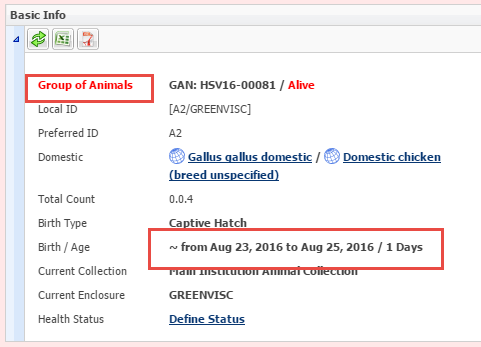 Basic Info
Group of Animals GAN: HSV16-00081 / Alive
Local ID [A2/GREENVISC]
Preferred ID A2
Domestic Gallus gallus domestic / Domestic chicken
(breed unspecified)
Total Count 0.0.4
Birth Type Captive Hatch
Birth / Age ~ from Aug 23, 2016 to Aug 25, 2016 / 1 Days
Current Collection Main Institution Animal Collection
Current Enclosure GREENVISC
Health Status Define Status